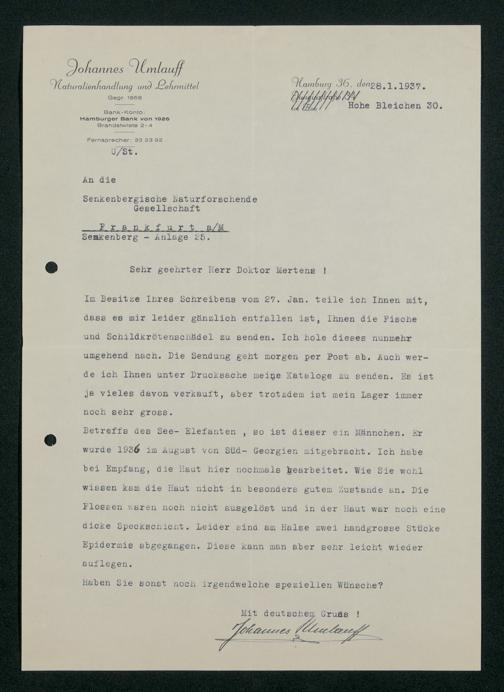 Johannes Umlauff
Naturalienhandlung und Lehrmittel
Gegr. 1868
Bank-Konto:
Hamburger Bank von 1926
Brandstwiete 2-4
Fernsprecher: 33 23 92
U/St.
Hamburg 36, den 28.1.1937.
Hohe Bleichen 30.
An die
Senkenbergische Naturforschende
Gesellschaft
Frankfurt a/M
Senkenberg - Anlage 25.
Sehr geehrter Herr Doktor Mertens !
Im Besitze Ihres Schreibens vom 27. Jan. teile ich Ihnen mit,
dass es mir leider gänzlich entfallen ist, Ihnen die Fische
und Schildkrötenschädel zu senden. Ich hole dieses nunmehr
umgehend nach. Die Sendung geht morgen per Post ab. Auch wer-
de ich Ihnen unter Drucksache meine Kataloge zu senden. Es ist
ja vieles davon verkauft, aber trotzdem ist mein Lager immer
noch sehr gross.
Betreffs des See- Elefanten , so ist dieser ein Männchen. Er
wurde 1936 im August von Süd- Georgien mitgebracht. Ich habe
bei Empfang, die Haut hier nochmals bearbeitet. Wie Sie wohl
wissen kam die Haut nicht in besonders gutem Zustande an. Die
Flossen waren noch nicht ausgelöst und in der Haut war noch eine
dicke Speckschicht. Leider sind am Halse zwei handgrosse Stücke
Epidermis abgegangen. Diese kann man aber sehr leicht wieder
auflegen.
Haben Sie sonst noch irgendwelche speziellen Wünsche?
Mit deutschem Gruss !
Johannes Umlauff